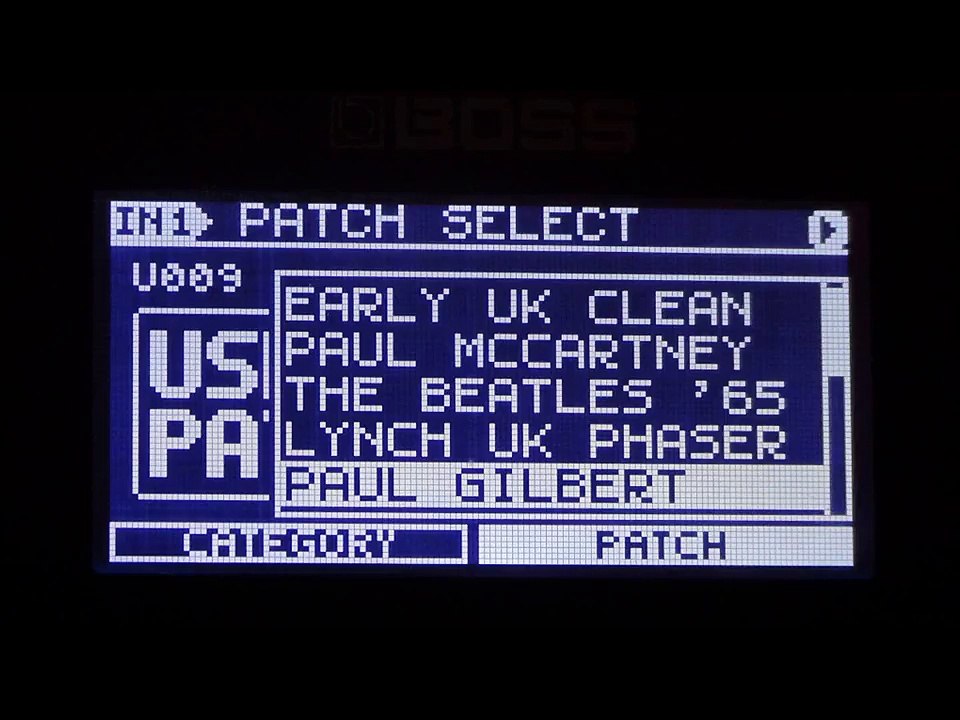 BOSS
IN1 PATCH SELECT
U009
US
PA
EARLY UK CLEAN
PAUL MCCARTNEY
THE BEATLES '65
LYNCH UK PHASER
PAUL GILBERT
CATEGORY PATCH